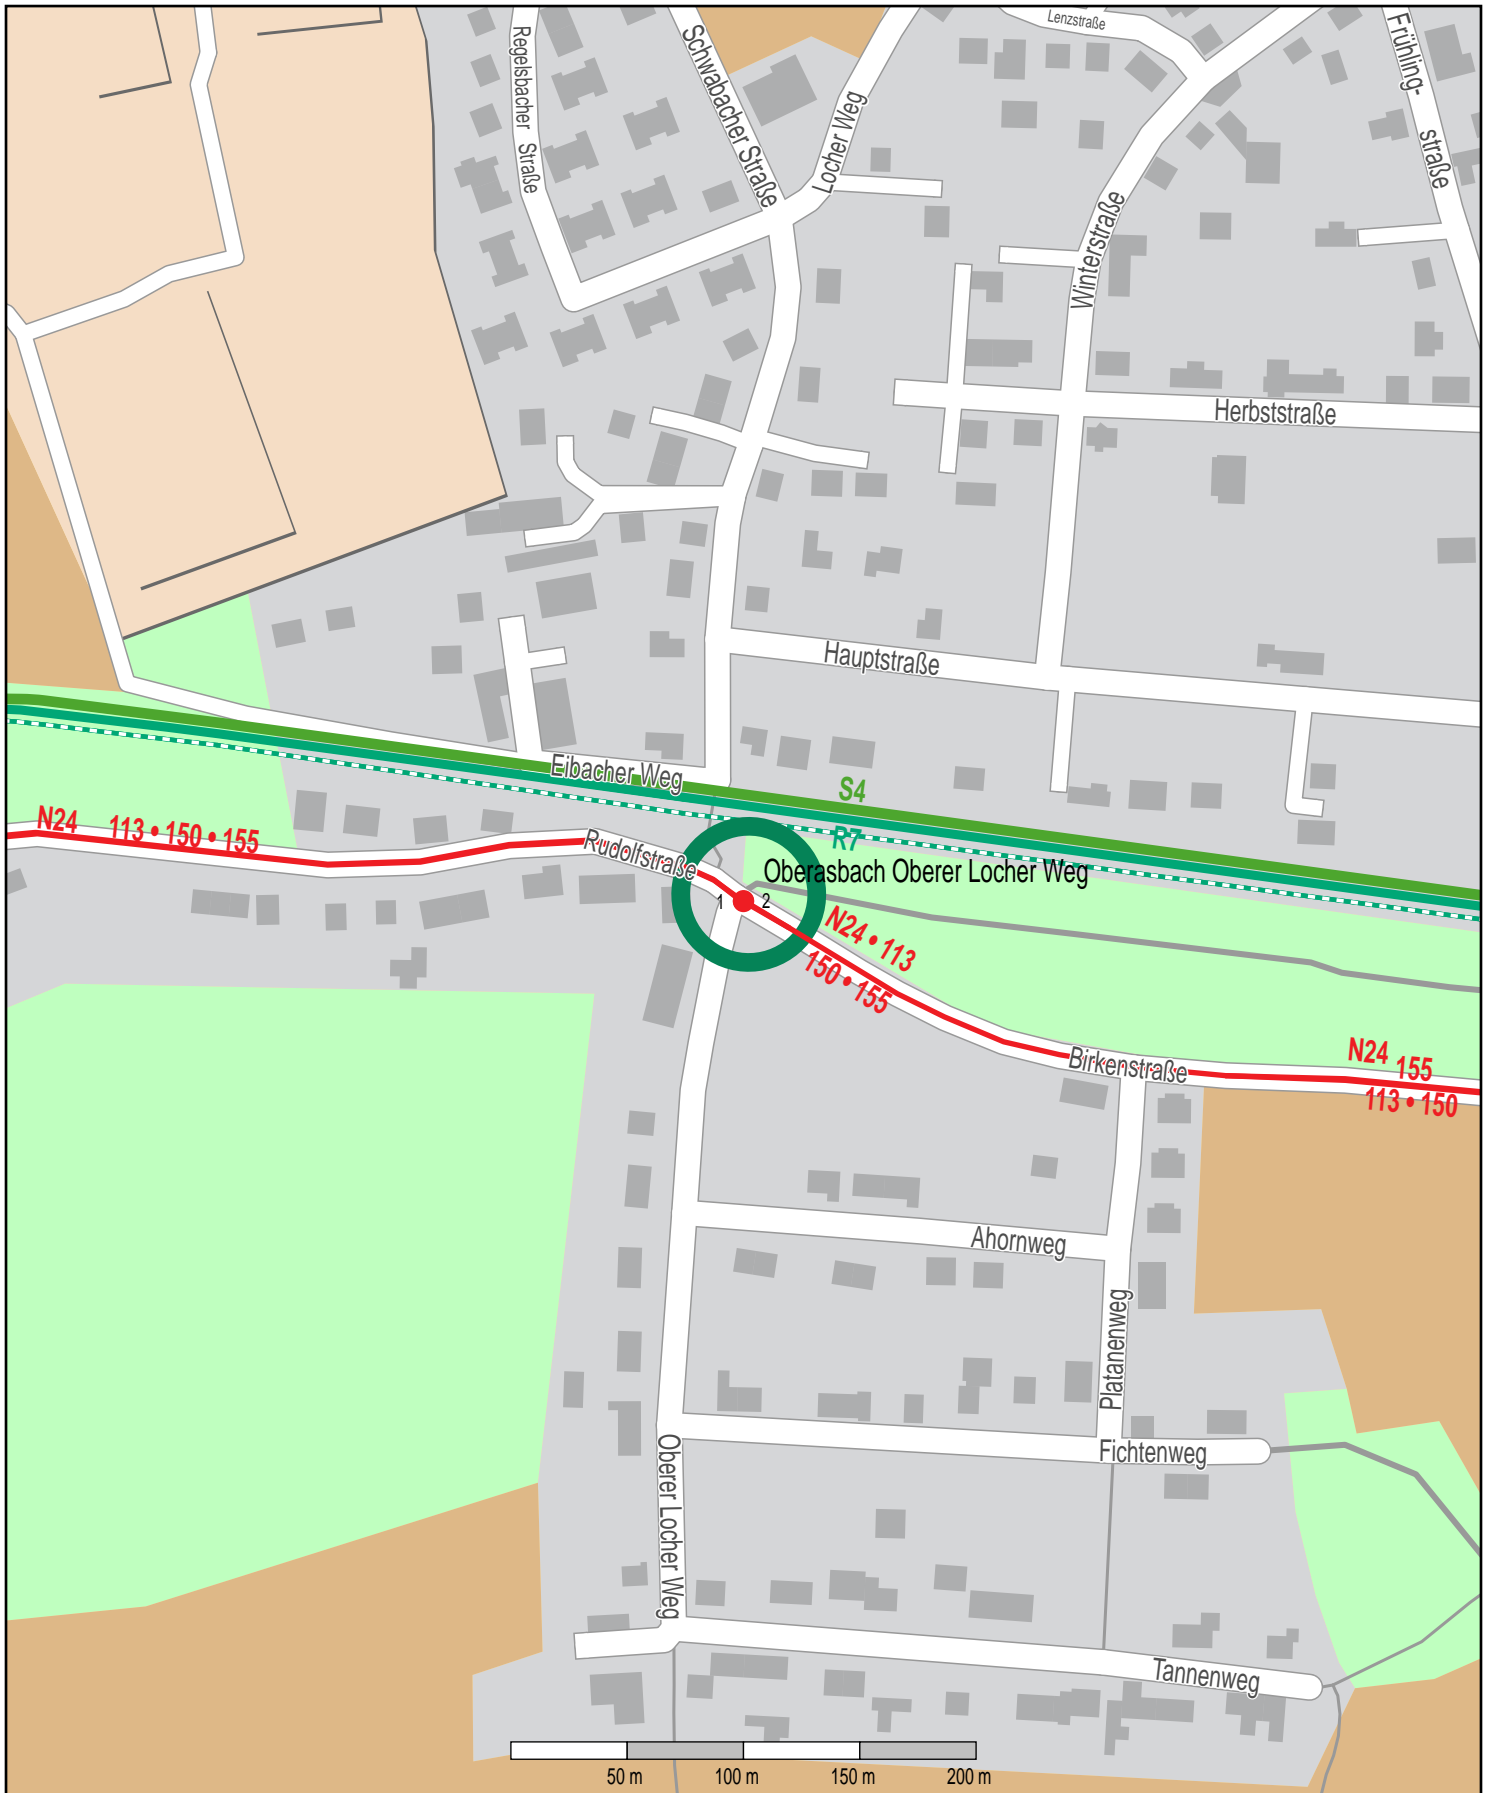 Lenzstraße
Regelsbacher Straße
Schwabacher Straße
Locher Weg
Frühling-
straße
Winterstraße
Herbststraße
Hauptstraße
Eibacher Weg
S4
R7
N24
113 • 150 • 155
Rudolfstraße
Oberasbach Oberer Locher Weg
1
2
N24 • 113
150 • 155
Birkenstraße
N24
155
113 • 150
Ahornweg
Platanenweg
Fichtenweg
Oberer Locher Weg
Tannenweg
50 m
100 m
150 m
200 m